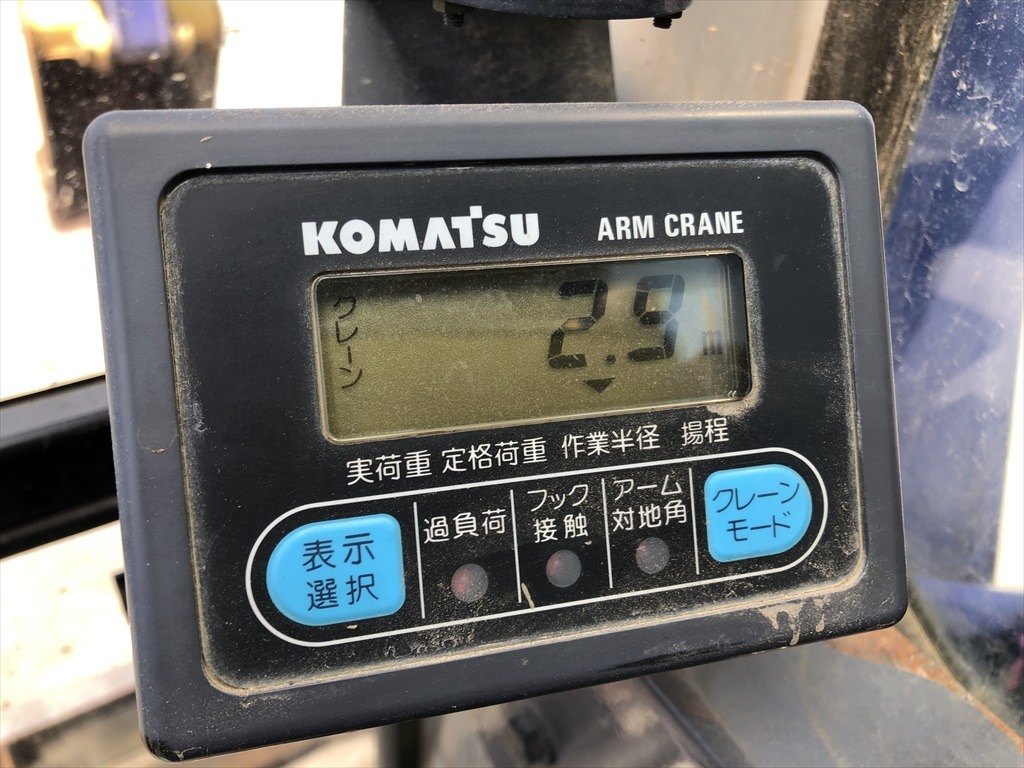 KOMATSU ARM CRANE
クレーン
2.9 m
実荷重 定格荷重 作業半径 揚程
表示
選択
過負荷
フック
接触
アーム
対地角
クレーン
モード